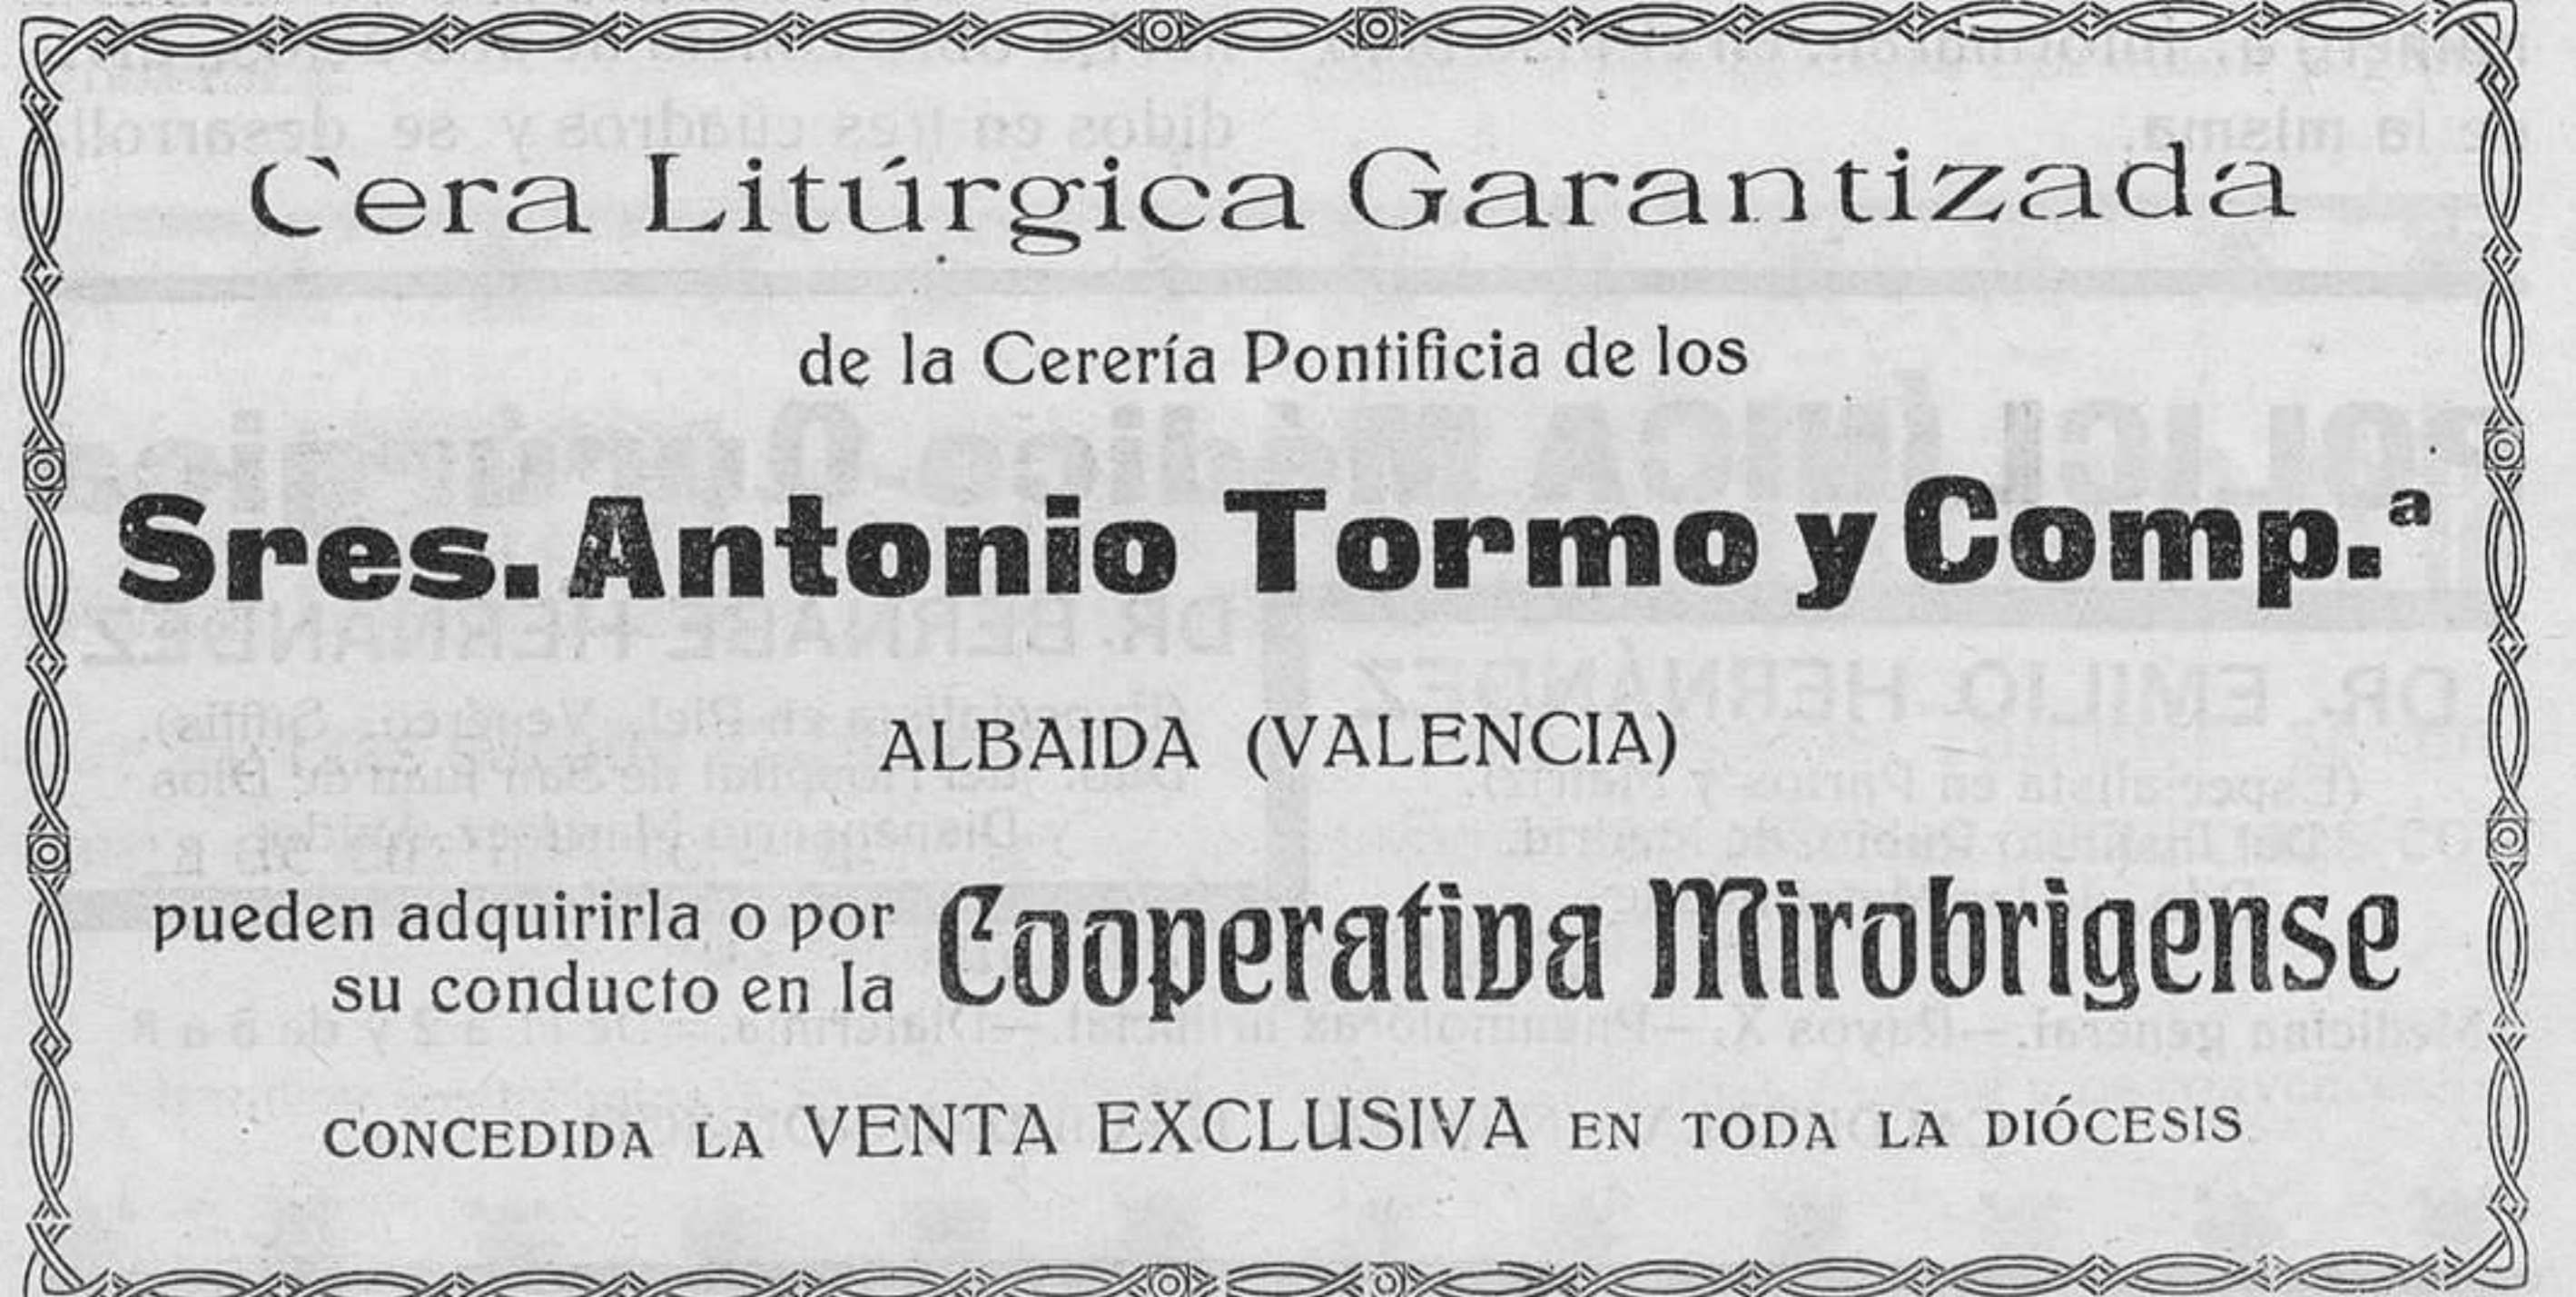 Cera Litúrgica Garantizada
de la Cerería Pontificia de los
Sres. Antonio Tormo y Comp.ª
ALBAIDA (VALENCIA)
pueden adquirirla o por
su conducto en la
Cooperativa Mirobrigense
CONCEDIDA LA VENTA EXCLUSIVA EN TODA LA DIÓCESIS